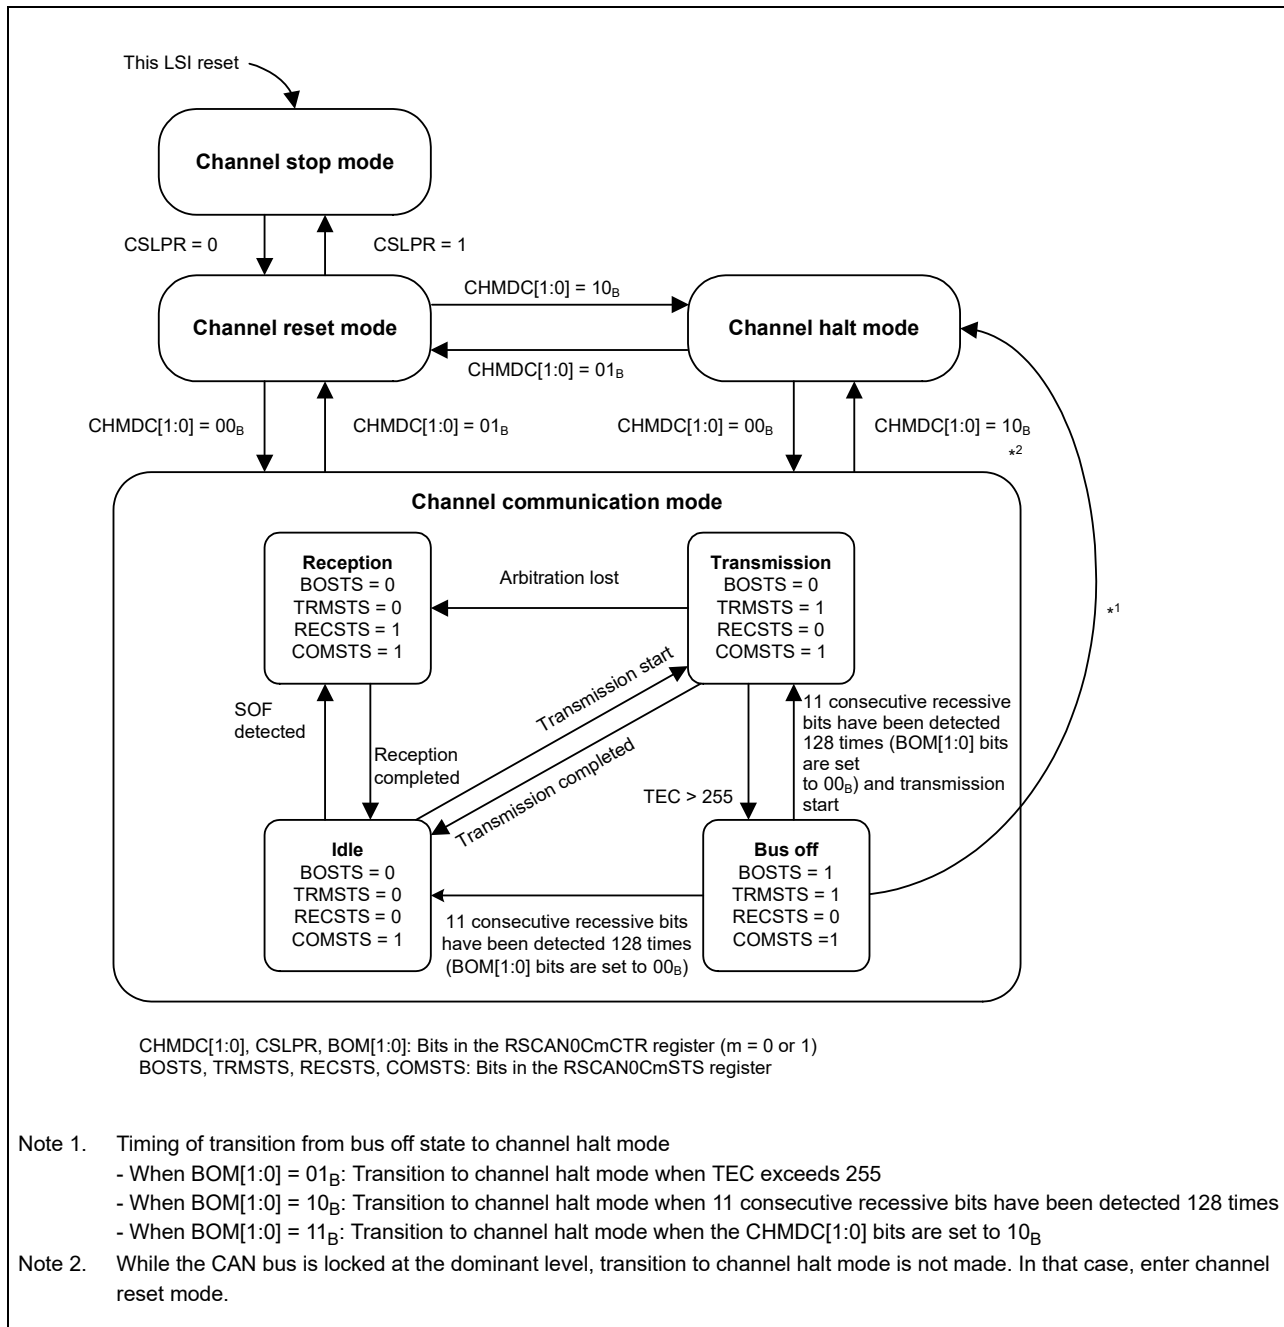 This LSI reset
Channel stop mode
CSLPR = 0
CSLPR = 1
Channel reset mode
CHMDC[1:0] = 10B
Channel halt mode
CHMDC[1:0] = 01B
CHMDC[1:0] = 00B
CHMDC[1:0] = 01B
CHMDC[1:0] = 00B
CHMDC[1:0] = 10B
*2
Channel communication mode
Reception
BOSTS = 0
TRMSTS = 0
RECSTS = 1
COMSTS = 1
Arbitration lost
Transmission
BOSTS = 0
TRMSTS = 1
RECSTS = 0
COMSTS = 1
*1
SOF
detected
Reception
completed
Transmission start
Transmission completed
TEC > 255
11 consecutive recessive
bits have been detected
128 times (BOM[1:0] bits
are set
to 00B) and transmission
start
Idle
BOSTS = 0
TRMSTS = 0
RECSTS = 0
COMSTS = 1
11 consecutive recessive bits
have been detected 128 times
(BOM[1:0] bits are set to 00B)
Bus off
BOSTS = 1
TRMSTS = 1
RECSTS = 0
COMSTS =1
CHMDC[1:0], CSLPR, BOM[1:0]: Bits in the RSCAN0CmCTR register (m = 0 or 1)
BOSTS, TRMSTS, RECSTS, COMSTS: Bits in the RSCAN0CmSTS register
Note 1. Timing of transition from bus off state to channel halt mode
- When BOM[1:0] = 01B: Transition to channel halt mode when TEC exceeds 255
- When BOM[1:0] = 10B: Transition to channel halt mode when 11 consecutive recessive bits have been detected 128 times
- When BOM[1:0] = 11B: Transition to channel halt mode when the CHMDC[1:0] bits are set to 10B
Note 2. While the CAN bus is locked at the dominant level, transition to channel halt mode is not made. In that case, enter channel
reset mode.